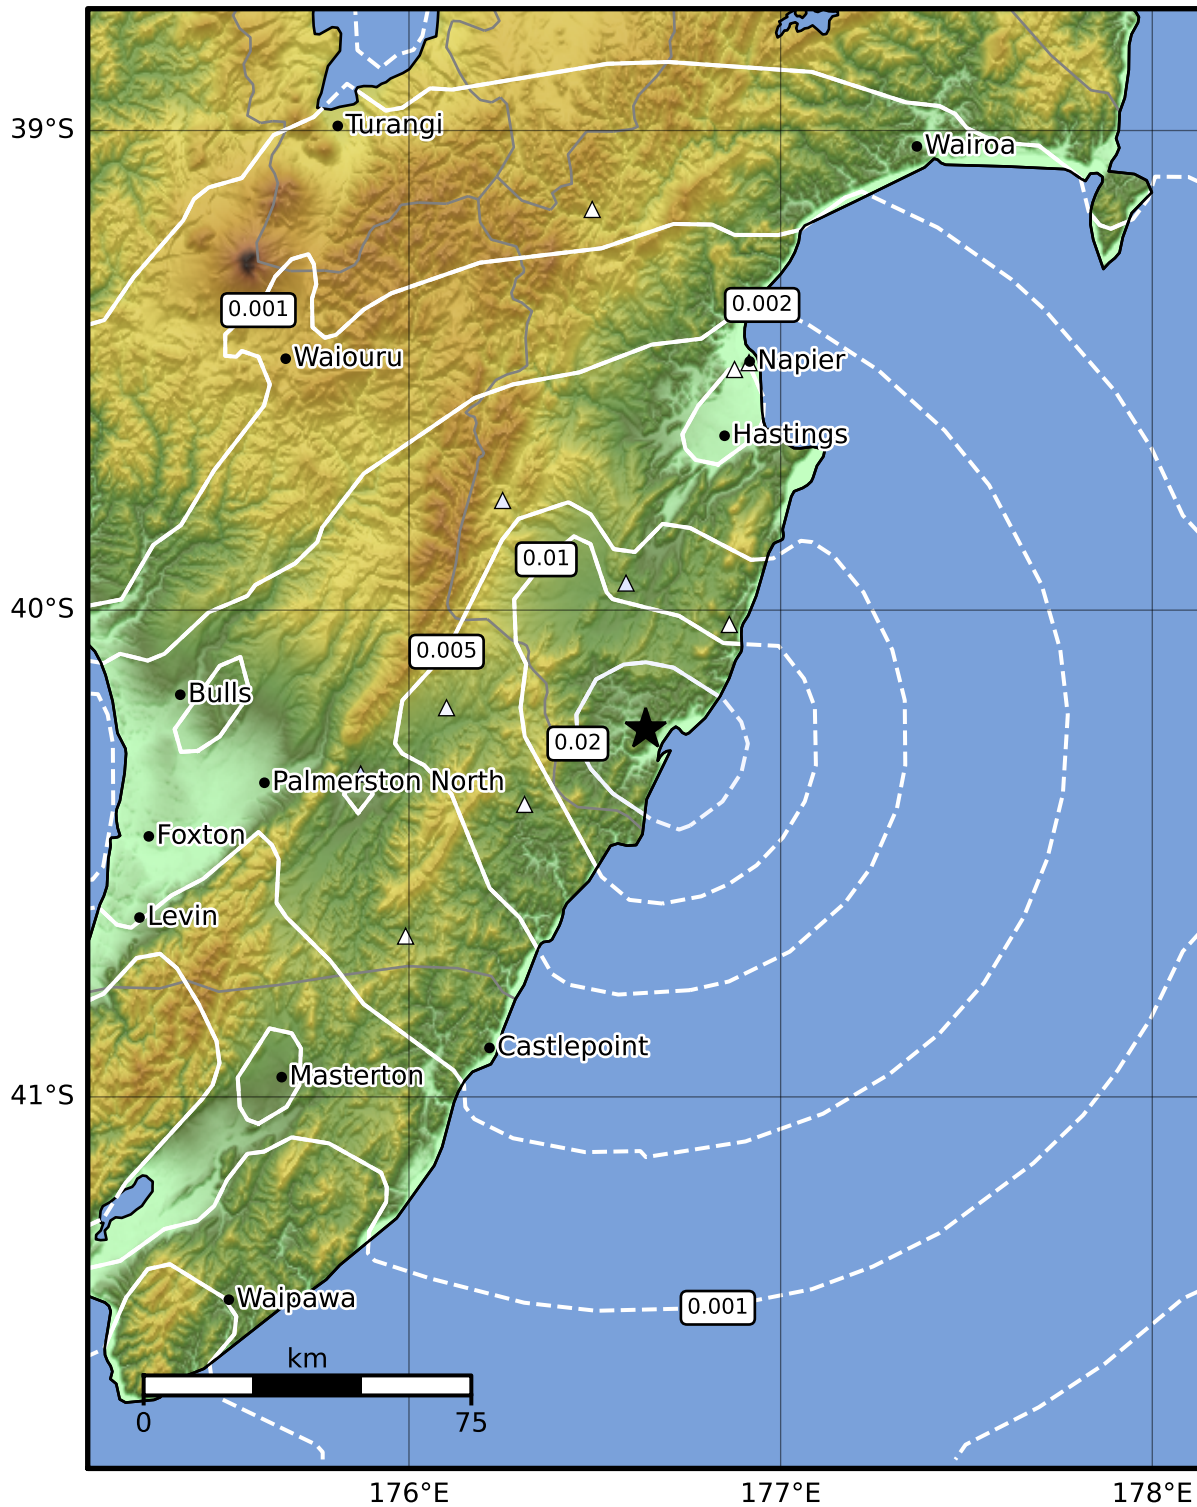 39°S
Turangi
Wairoa
0.001
0.002
Waiouru
Napier
Hastings
0.01
40°S
0.005
Bulls
0.02
Palmerston North
Foxton
Levin
Castlepoint
Masterton
41°S
Waipawa
0.001
km
0
75
176°E
177°E
178°E